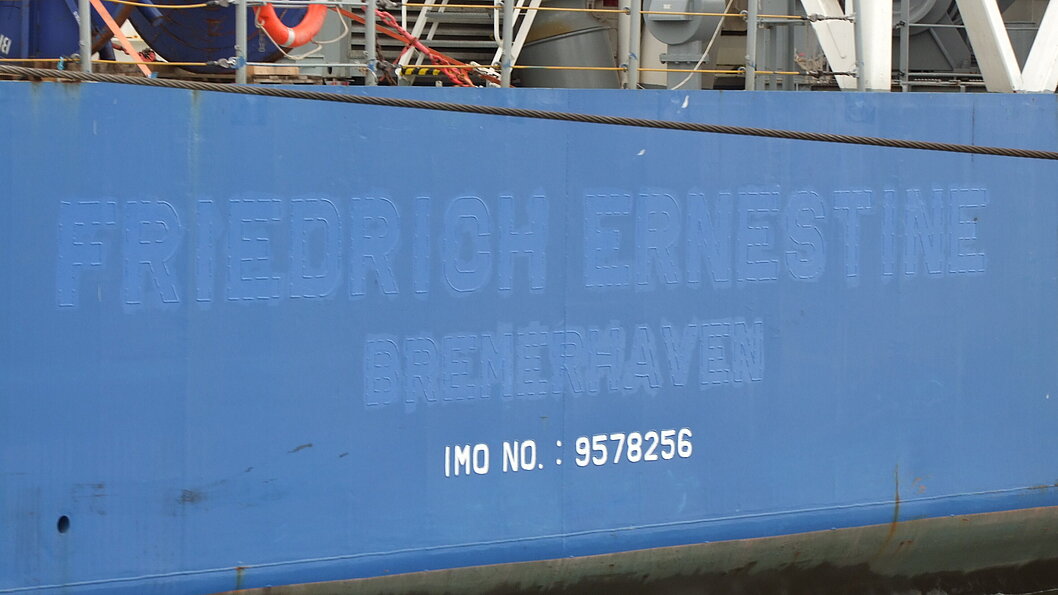 FRIEDRICH ERNESTINE
BREMERHAVEN
IMO NO. : 9578256